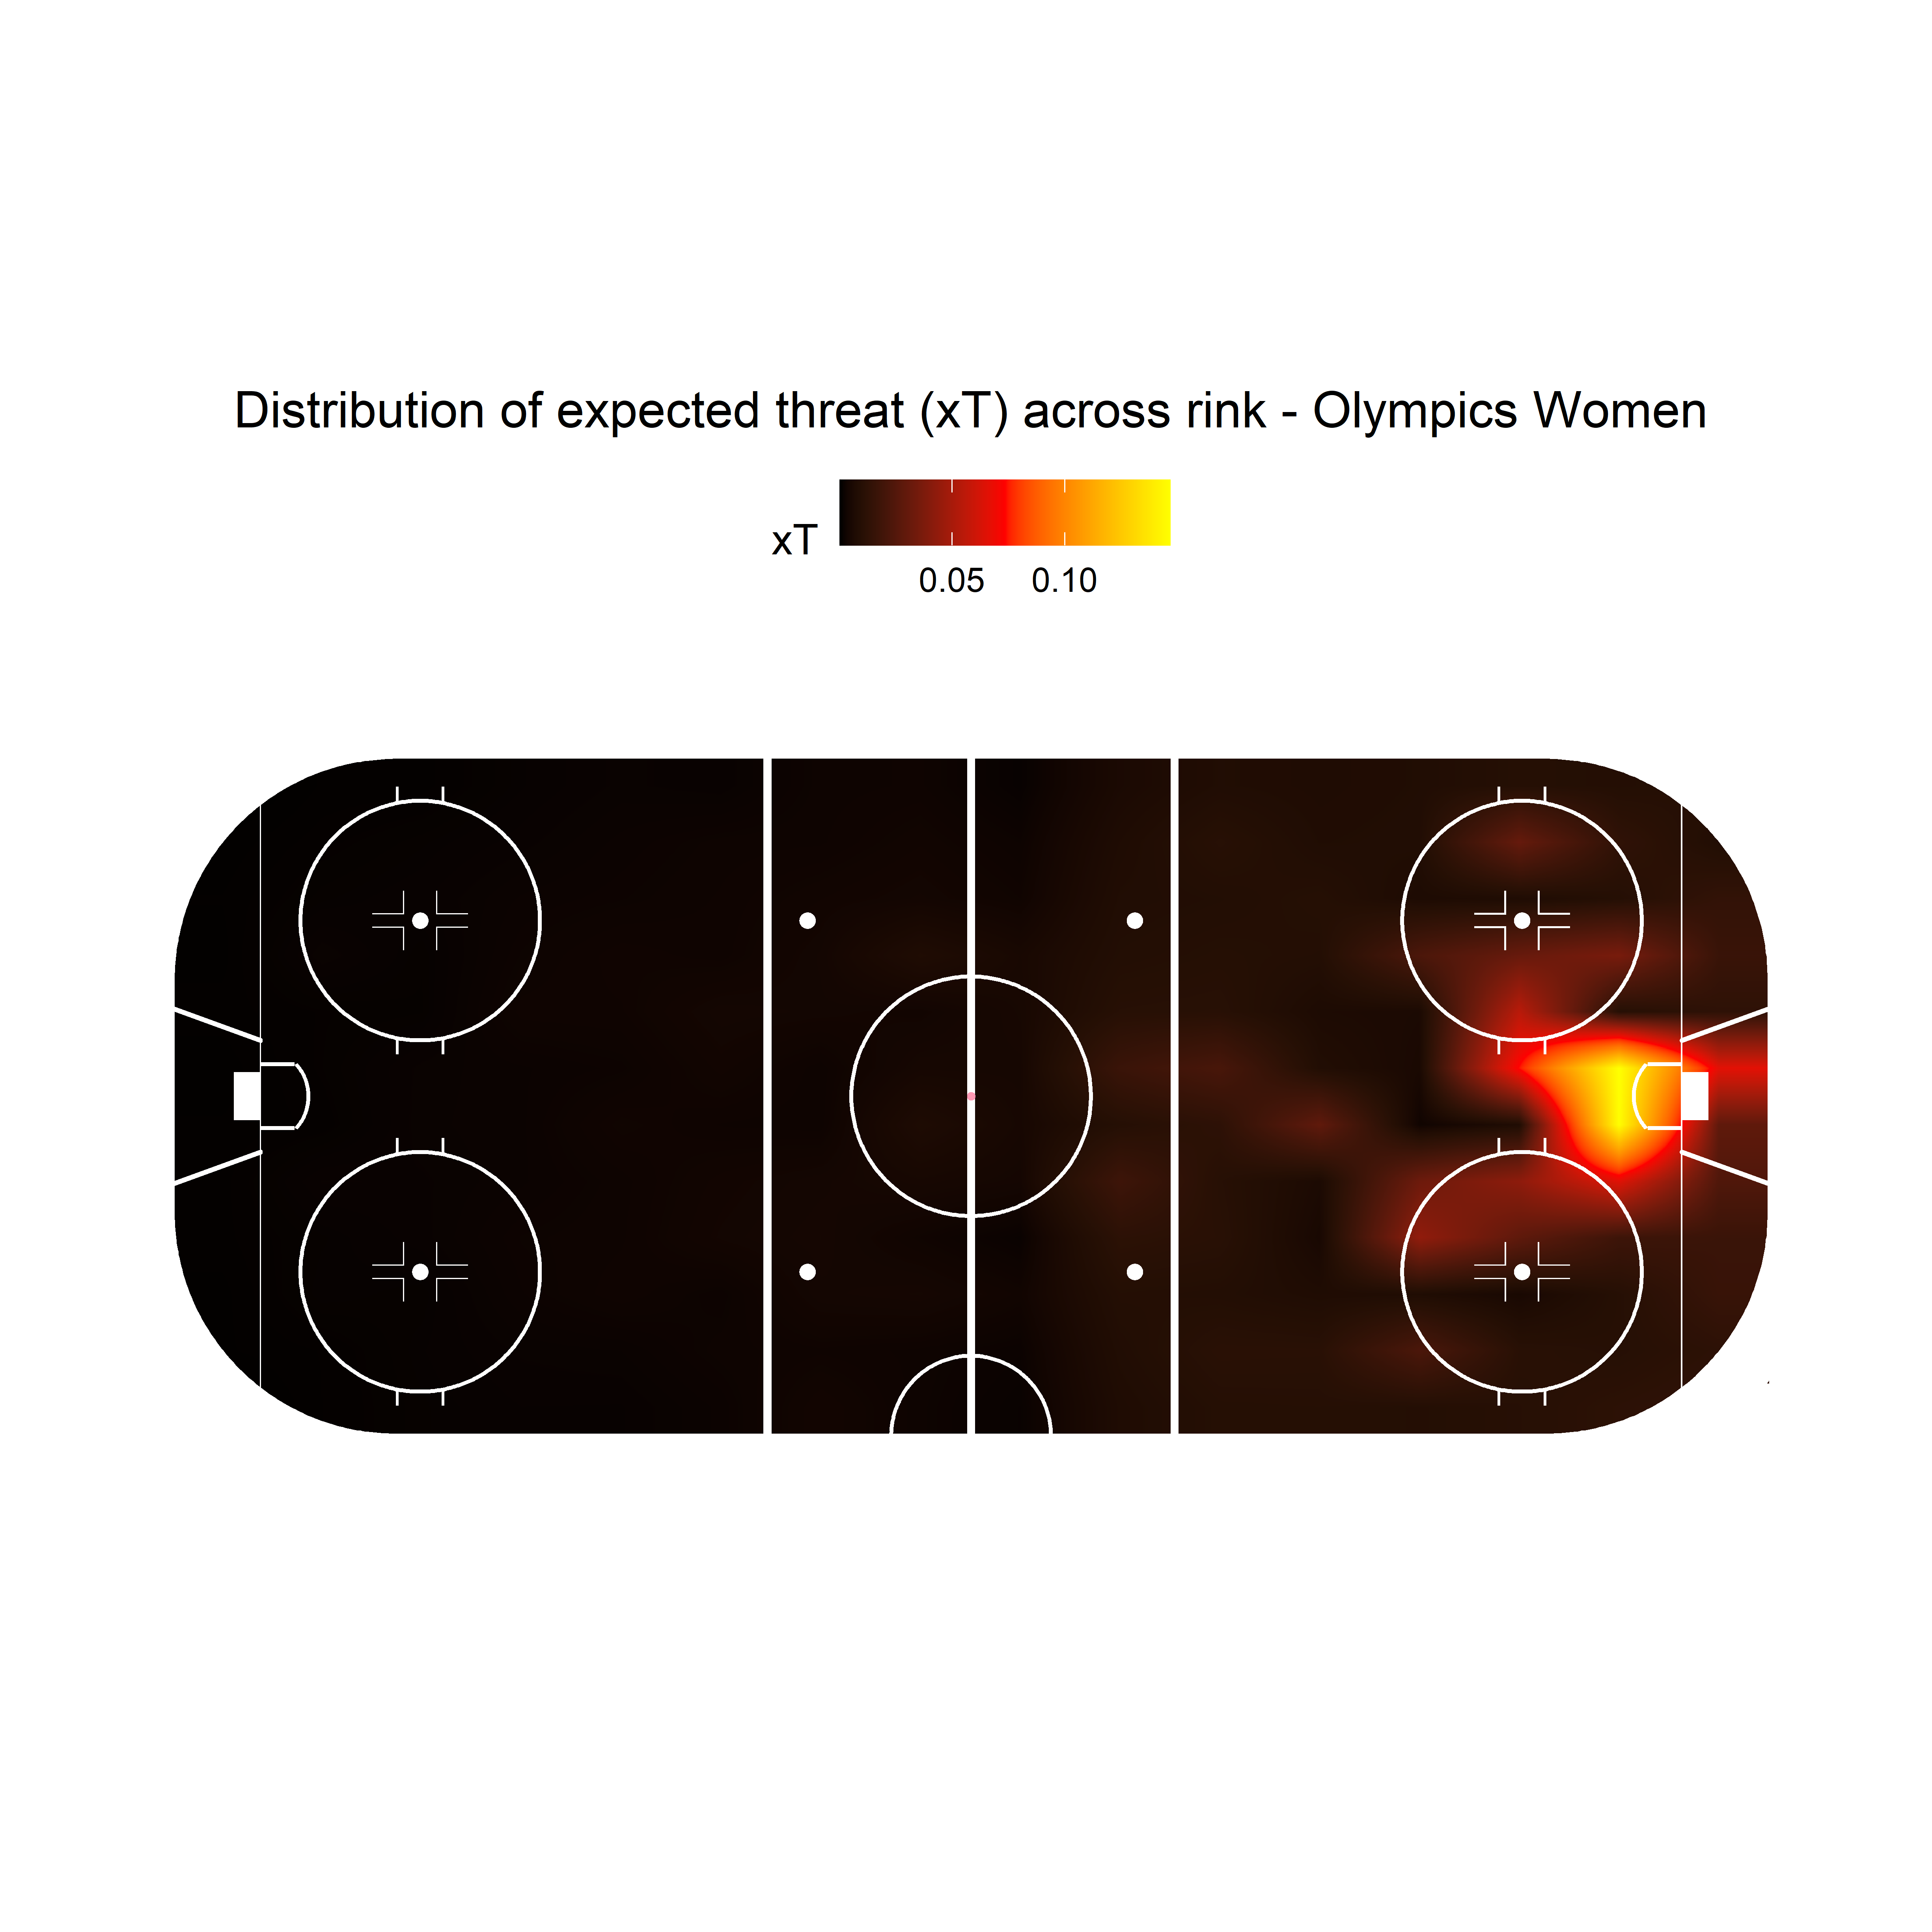 Distribution of expected threat (xT) across rink - Olympics Women
xT
0.05 0.10